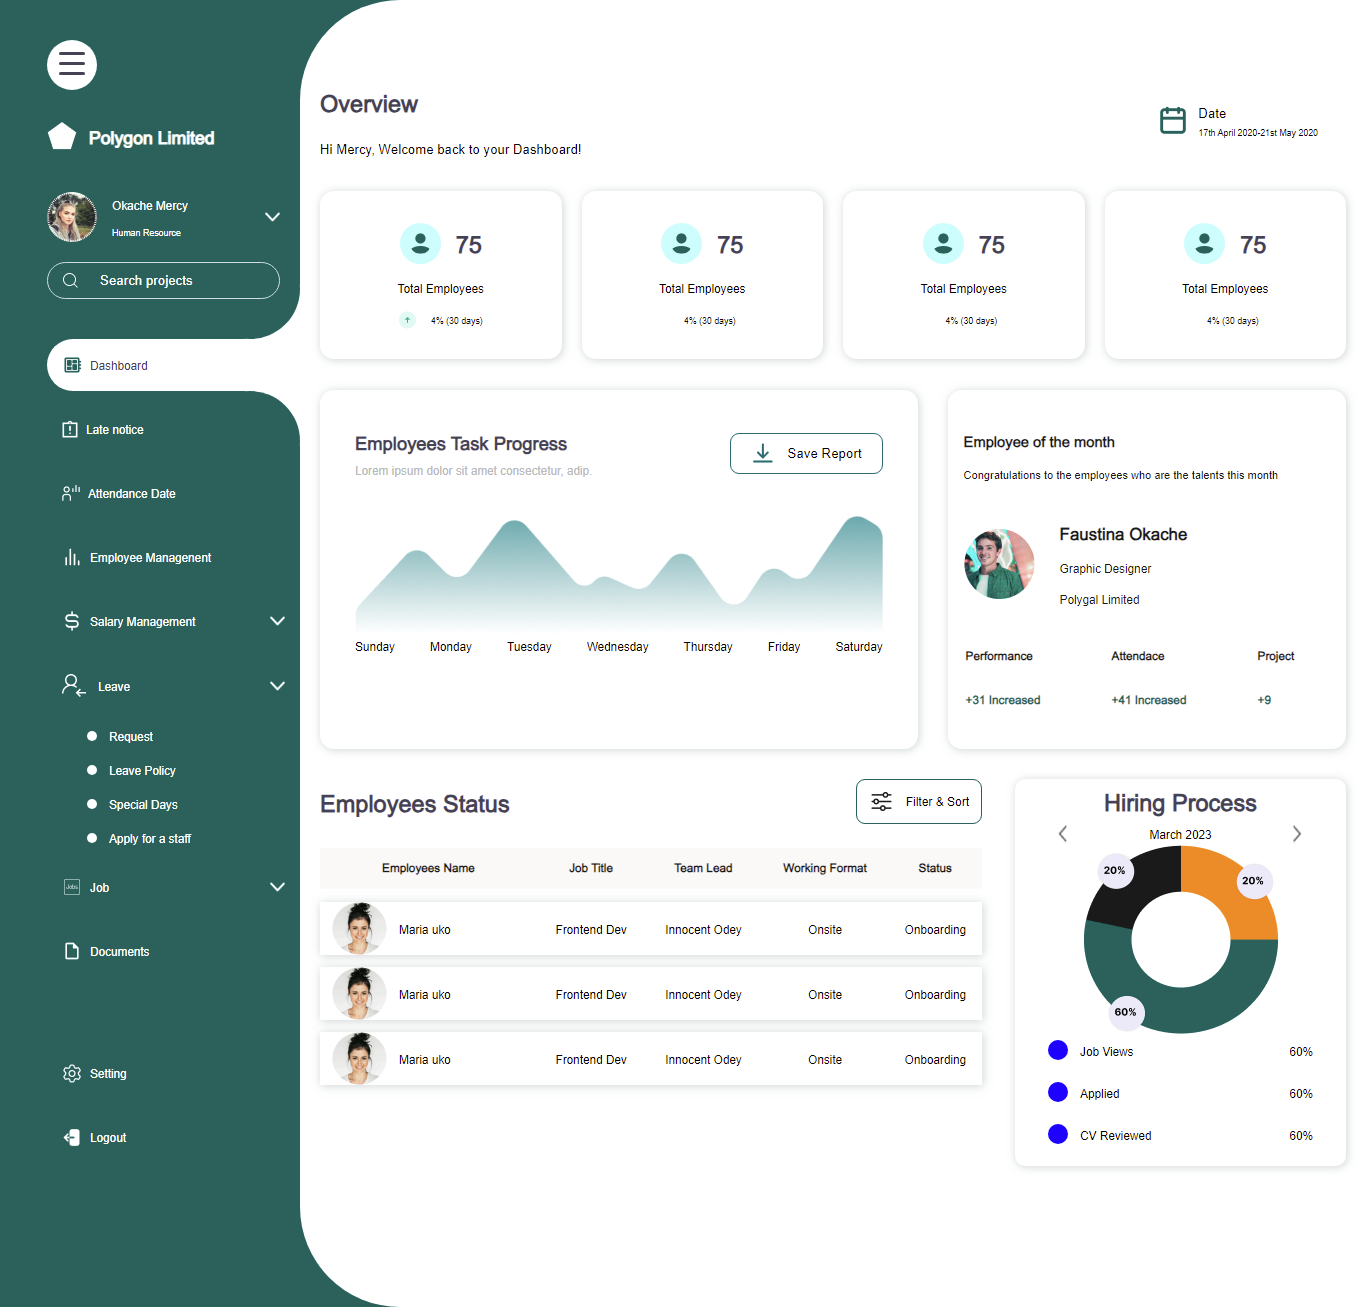 Polygon Limited
Okache Mercy
Human Resource
Search projects
Dashboard
Late notice
Attendance Date
Employee Management
Salary Management
Leave
Request
Leave Policy
Special Days
Apply for a staff
Jobs
Job
Documents
Setting
Logout
Overview
Hi Mercy, Welcome back to your Dashboard!
Date
17th April 2020-21st May 2020
75
Total Employees
4% (30 days)
75
Total Employees
4% (30 days)
75
Total Employees
4% (30 days)
75
Total Employees
4% (30 days)
Employees Task Progress
Lorem ipsum dolor sit amet consectetur, adip.
Save Report
Sunday Monday Tuesday Wednesday Thursday Friday Saturday
Employee of the month
Congratulations to the employees who are the talents this month
Faustina Okache
Graphic Designer
Polygal Limited
Performance Attendace Project
+31 Increased +41 Increased +9
Employees Status
Filter & Sort
Employees Name Job Title Team Lead Working Format Status
Maria uko Frontend Dev Innocent Odey Onsite Onboarding
Maria uko Frontend Dev Innocent Odey Onsite Onboarding
Maria uko Frontend Dev Innocent Odey Onsite Onboarding
Hiring Process
March 2023
20%
20%
60%
Job Views 60%
Applied 60%
CV Reviewed 60%